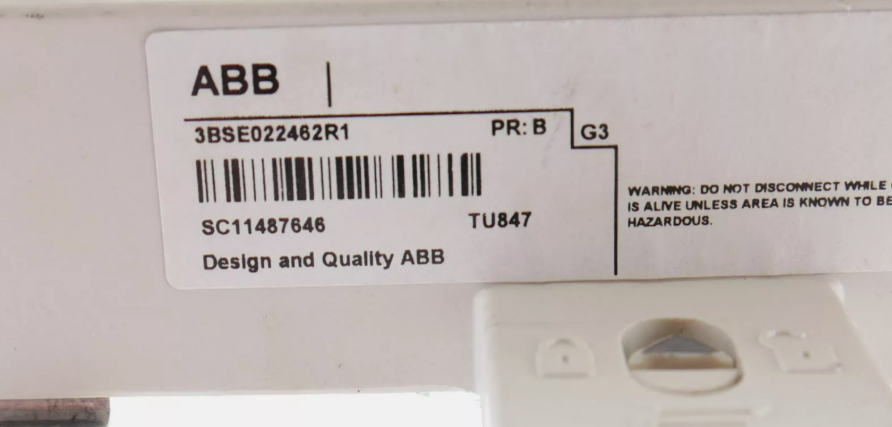 ABB
3BSE022462R1 PR: B G3
SC11487646 TU847
Design and Quality ABB
WARNING: DO NOT DISCONNECT WHILE
IS ALIVE UNLESS AREA IS KNOWN TO BE
HAZARDOUS.